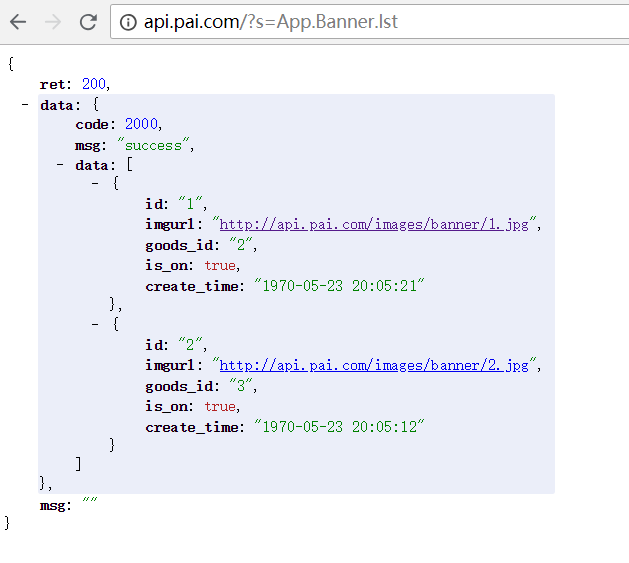 api.pai.com/?s=App.Banner.lst
{
ret: 200,
- data: {
code: 2000,
msg: "success",
- data: [
- {
id: "1",
imgurl: "http://api.pai.com/images/banner/1.jpg",
goods_id: "2",
is_on: true,
create_time: "1970-05-23 20:05:21"
},
- {
id: "2",
imgurl: "http://api.pai.com/images/banner/2.jpg",
goods_id: "3",
is_on: true,
create_time: "1970-05-23 20:05:12"
}
]
},
msg: ""
}